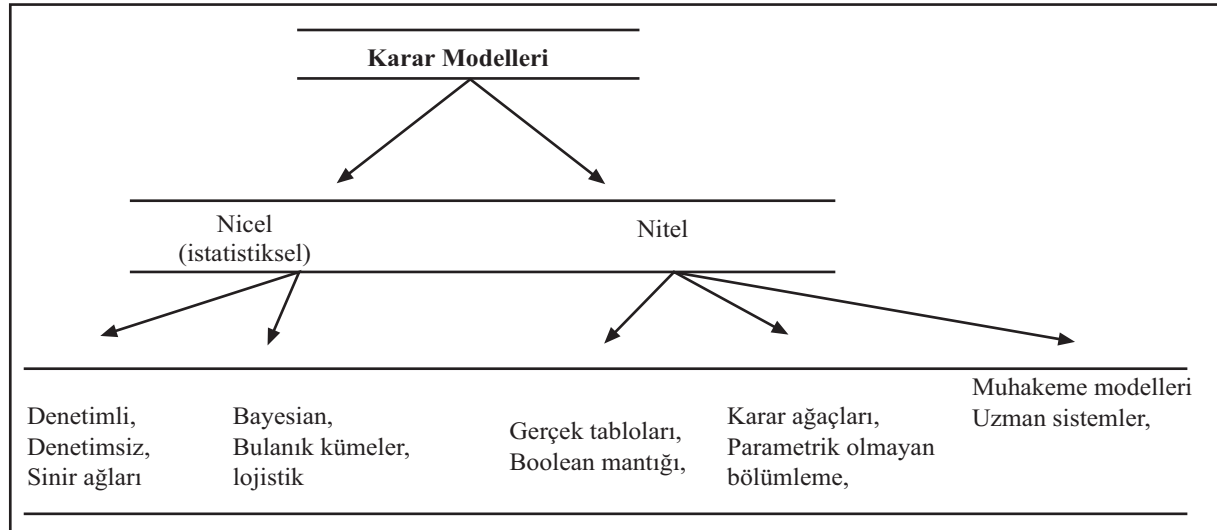 Karar Modelleri
Nicel
(istatistiksel)
Nitel
Denetimli,
Denetimsiz,
Sinir ağları
Bayesian,
Bulanık kümeler,
lojistik
Gerçek tabloları,
Boolean mantığı,
Karar ağaçları,
Parametrik olmayan
bölümleme,
Muhakeme modelleri
Uzman sistemler,